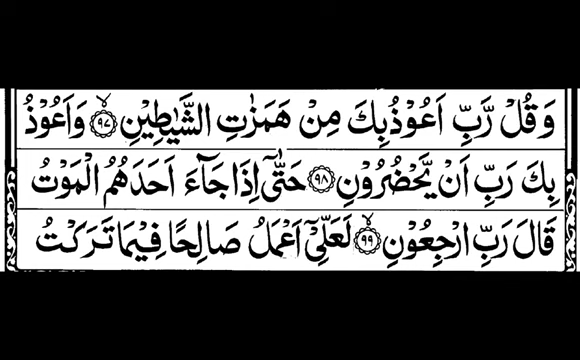 وَقُلْ رَّبِّ اَعُوْذُ بِكَ مِنْ هَمَزٰتِ الشَّيٰطِيْنِ ۙ﴿۹۷﴾ وَاَعُوْذُ
بِكَ رَبِّ اَنْ يَّحْضُرُوْنِ ﴿۹۸﴾ حَتّٰٓى اِذَا جَآءَ اَحَدَهُمُ الْمَوْتُ
قَالَ رَبِّ ارْجِعُوْنِ ۙ﴿۹۹﴾ لَعَلِّيْٓ اَعْمَلُ صَالِحًا فِيْمَا تَرَكْتُ